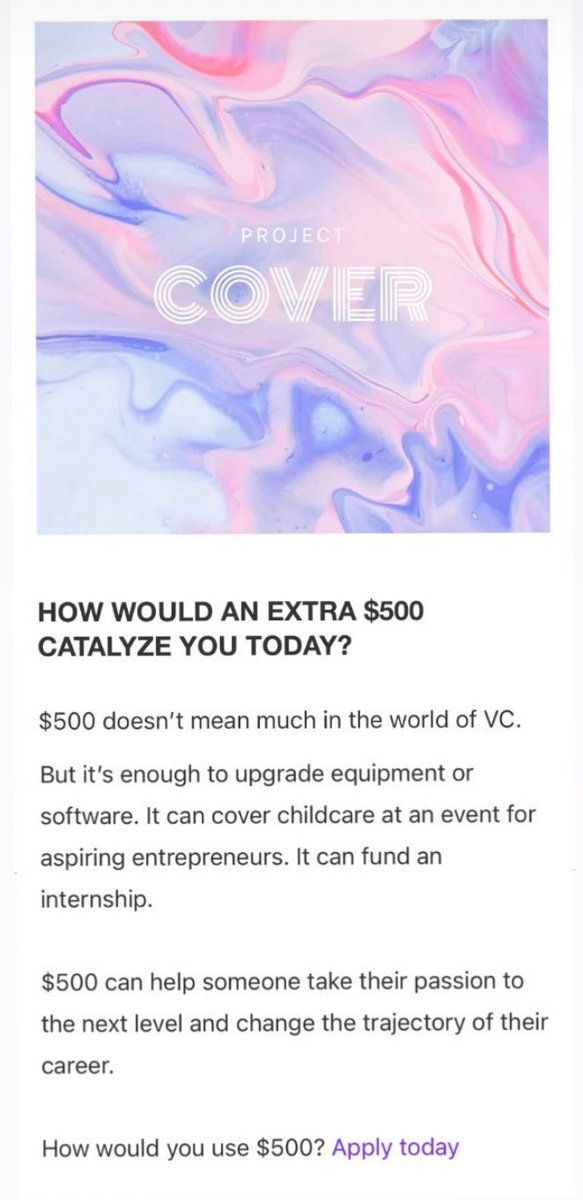 PROJECT
COVER
HOW WOULD AN EXTRA $500
CATALYZE YOU TODAY?
$500 doesn't mean much in the world of VC.
But it's enough to upgrade equipment or
software. It can cover childcare at an event for
aspiring entrepreneurs. It can fund an
internship.
$500 can help someone take their passion to
the next level and change the trajectory of their
career.
How would you use $500? Apply today